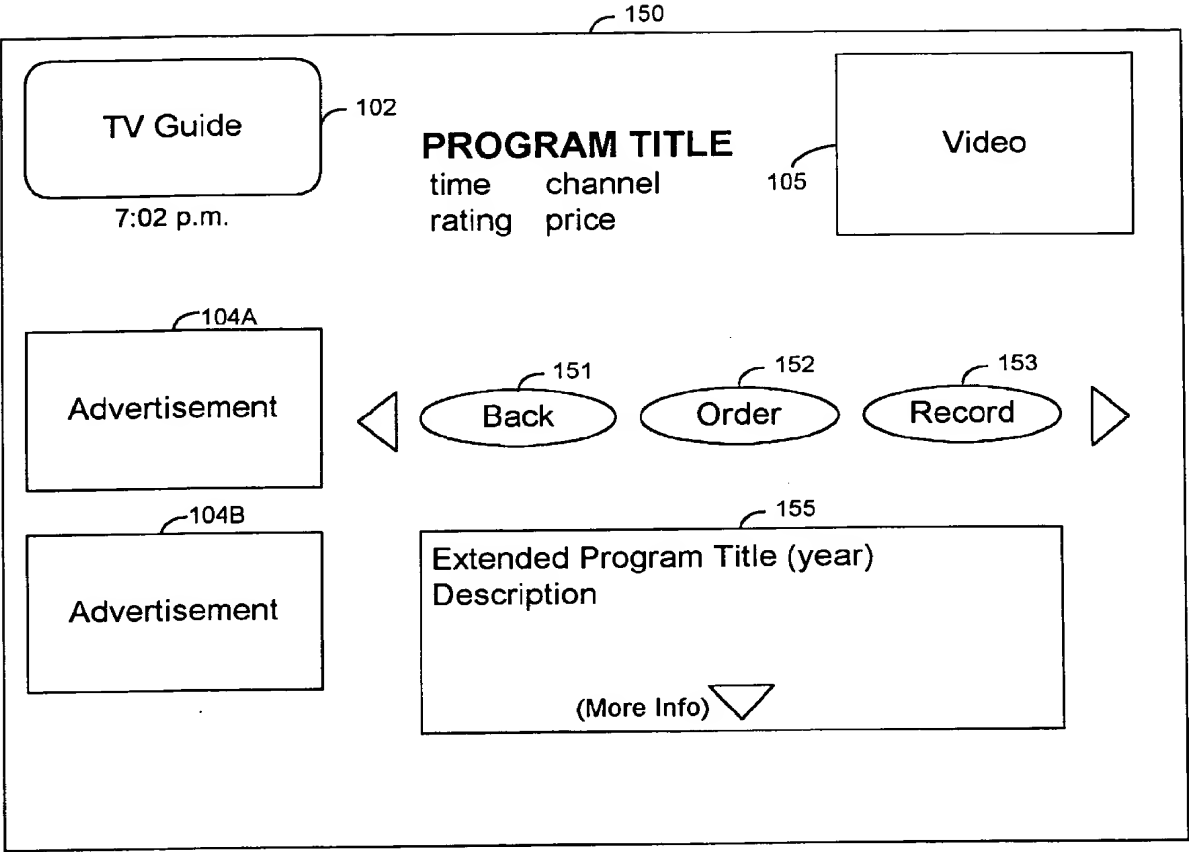 150
TV Guide
102
7:02 p.m.
PROGRAM TITLE
time channel
rating price
105
Video
104A
Advertisement
151
Back
152
Order
153
Record
104B
Advertisement
155
Extended Program Title (year)
Description
(More Info)